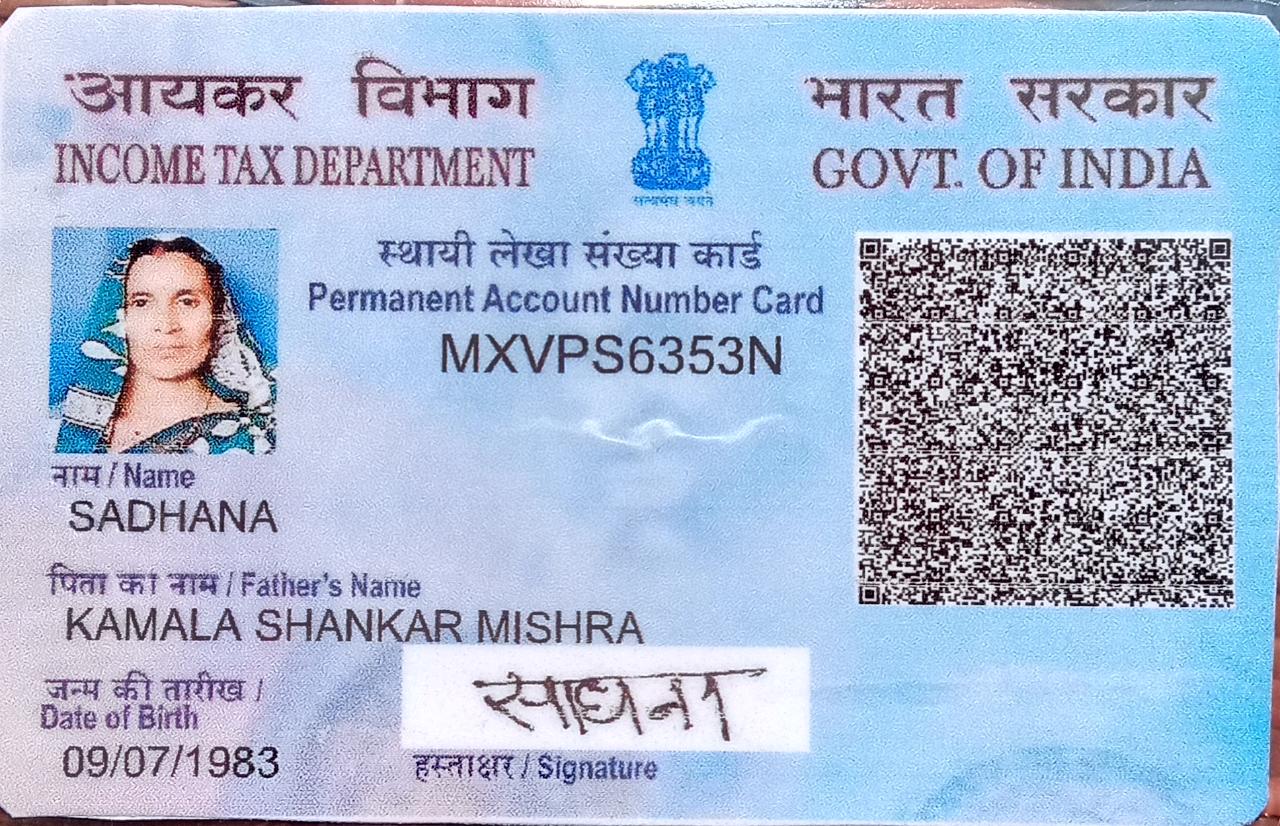 आयकर विभाग
INCOME TAX DEPARTMENT
भारत सरकार
GOVT. OF INDIA
सत्यमेव जयते
स्थायी लेखा संख्या कार्ड
Permanent Account Number Card
MXVPS6353N
नाम / Name
SADHANA
पिता का नाम / Father's Name
KAMALA SHANKAR MISHRA
जन्म की तारीख /
Date of Birth
09/07/1983
साधना
हस्ताक्षर / Signature